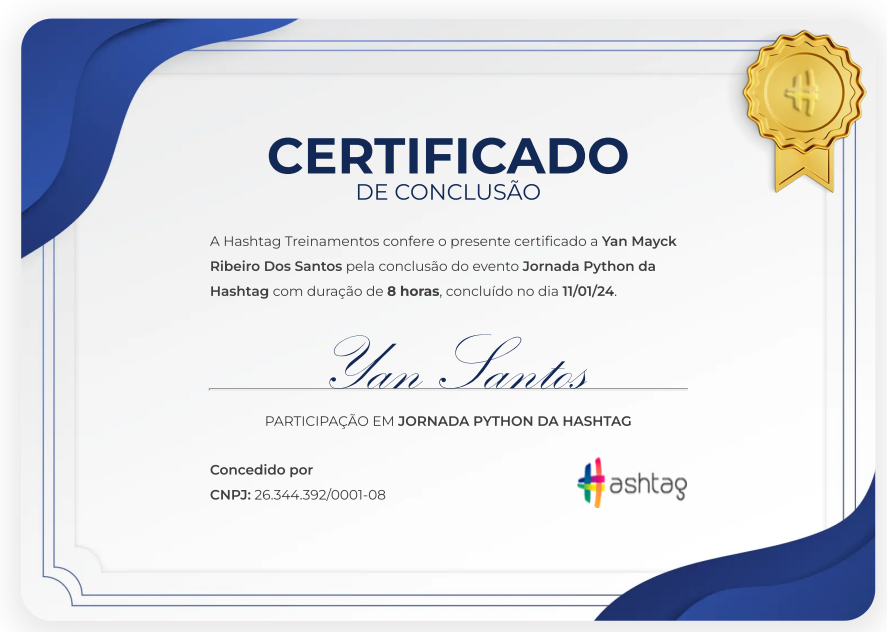 CERTIFICADO
DE CONCLUSÃO
A Hashtag Treinamentos confere o presente certificado a Yan Mayck
Ribeiro Dos Santos pela conclusão do evento Jornada Python da
Hashtag com duração de 8 horas, concluído no dia 11/01/24.
Yan Santos
PARTICIPAÇÃO EM JORNADA PYTHON DA HASHTAG
Concedido por
CNPJ: 26.344.392/0001-08
ashtag